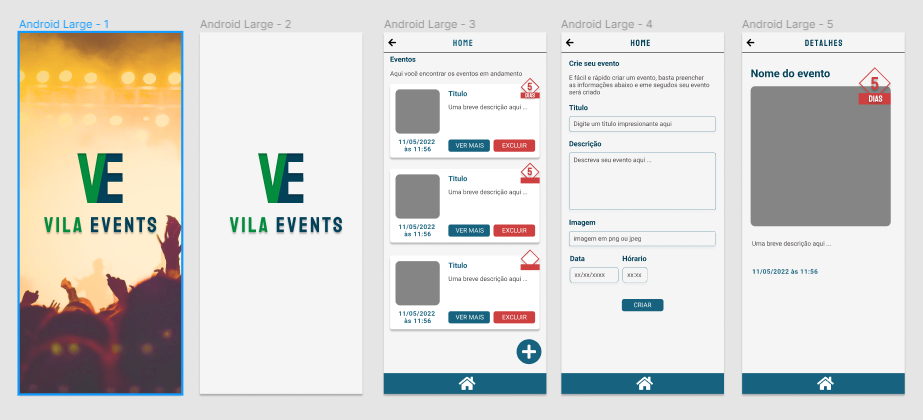 Android Large - 1
VE
VILA EVENTS
Android Large - 2
VE
VILA EVENTS
Android Large - 3
HOME
Eventos
Aqui você encontrar os eventos em andamento
5
DIAS
Titulo
Uma breve descrição aqui ...
11/05/2022
às 11:56
VER MAIS
EXCLUIR
5
Titulo
Uma breve descrição aqui ...
11/05/2022
às 11:56
VER MAIS
EXCLUIR
Titulo
Uma breve descrição aqui ...
11/05/2022
às 11:56
VER MAIS
EXCLUIR
Android Large - 4
HOME
Crie seu evento
E fácil e rápido criar um evento, basta preencher
as informações abaixo e eme segudos seu evento
será criado
Titulo
Digite um titulo impresionante aqui
Descrição
Descreva seu evento aqui ...
Imagem
imagem em png ou jpeg
Data
Hórario
xx/xx/xxxx
xx:xx
CRIAR
Android Large - 5
DETALHES
Nome do evento
5
DIAS
Uma breve descrição aqui ...
11/05/2022 às 11:56